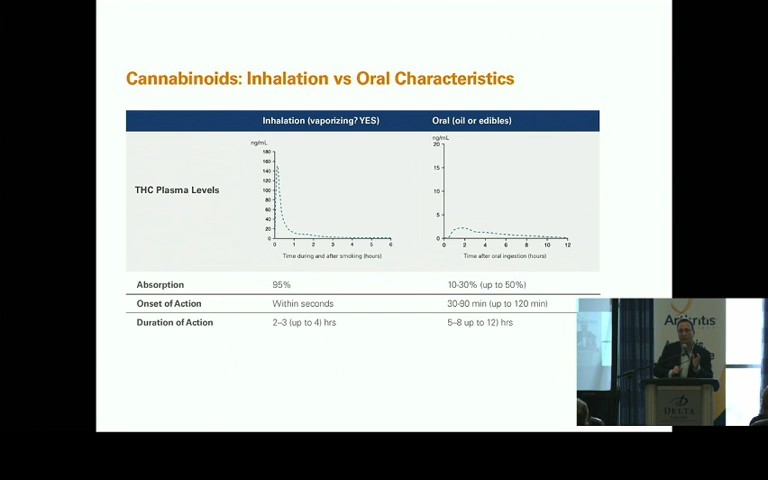 Cannabinoids: Inhalation vs Oral Characteristics
Inhalation (vaporizing? YES)
Oral (oil or edibles)
THC Plasma Levels
ng/mL
180
160
140
120
100
80
60
40
20
0
0 1 2 3 4 5 6
Time during and after smoking (hours)
ng/mL
20
15
10
5
0
0 2 4 6 8 10 12
Time after oral ingestion (hours)
Absorption 95% 10-30% (up to 50%)
Onset of Action Within seconds 30-90 min (up to 120 min)
Duration of Action 2–3 (up to 4) hrs 5–8 up to 12) hrs
Arthritis
DELTA